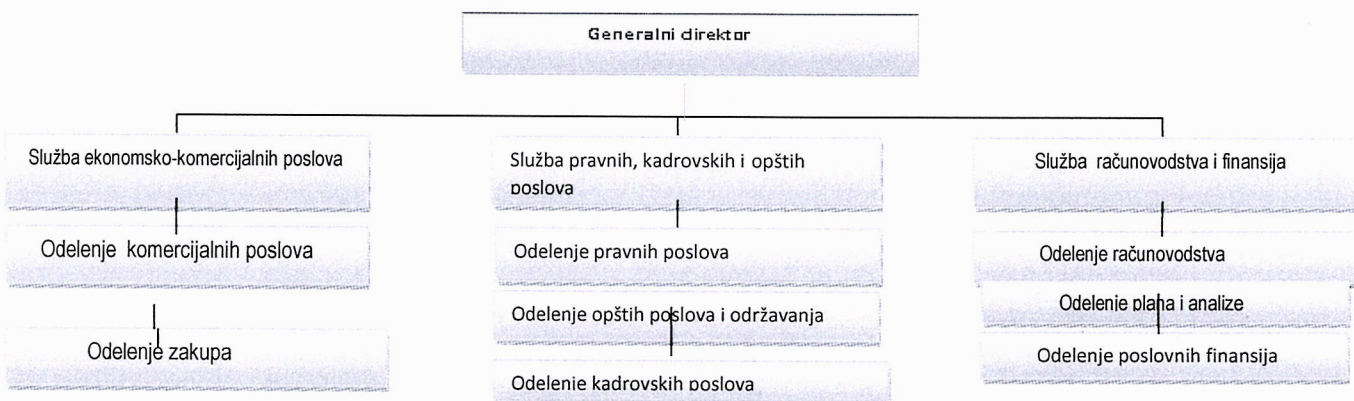 Generalni direktor
Služba ekonomsko-komercijalnih poslova
Odelenje komercijalnih poslova
Odelenje zakupa
Služba pravnih, kadrovskih i opštih
poslova
Odelenje pravnih poslova
Odelenje opštih poslova i održavanja
Odelenje kadrovskih poslova
Služba računovodstva i finansija
Odelenje računovodstva
Odelenje plana i analize
Odelenje poslovnih finansija